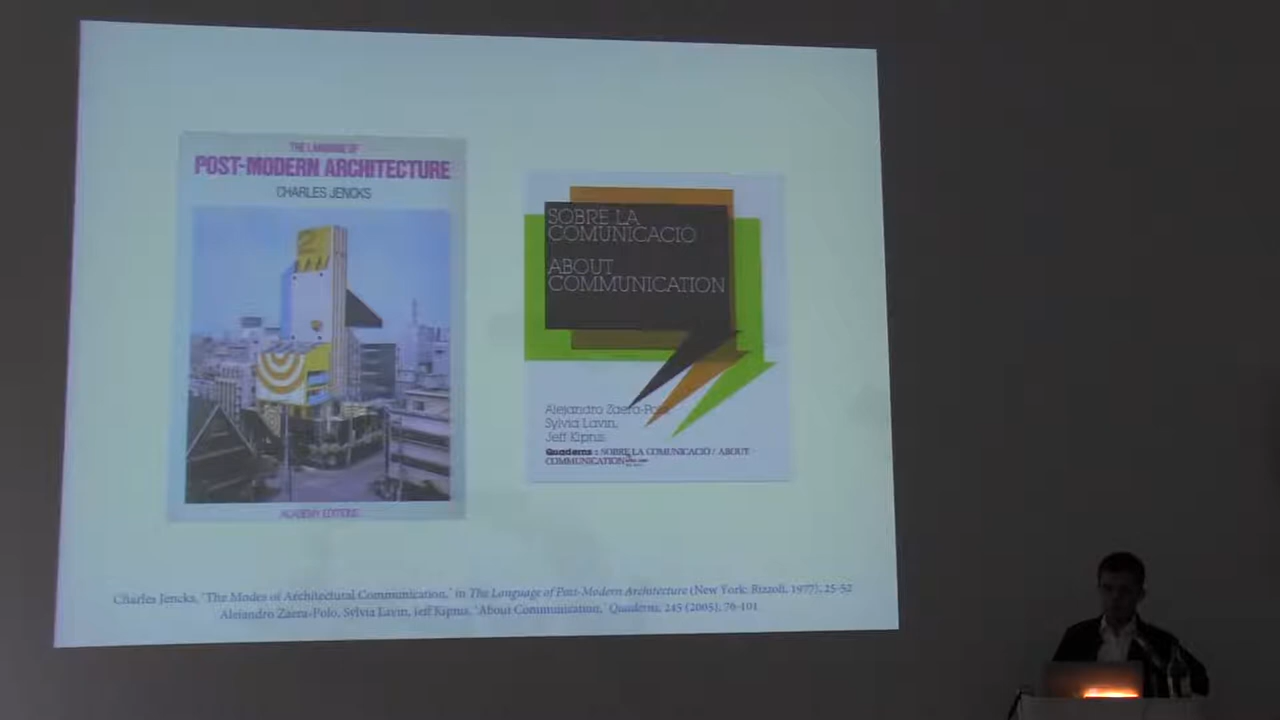 THE LANGUAGE OF
POST-MODERN ARCHITECTURE
CHARLES JENCKS
ACADEMY EDITIONS
SOBRE LA
COMUNICACIO
ABOUT
COMMUNICATION
Alejandro Zaera-Polo,
Sylvia Lavin,
Jeff Kipnis
Quaderns : SOBRE LA COMUNICACIÓ / ABOUT
COMMUNICATION
Charles Jencks, 'The Modes of Architectural Communication,' in The Language of Post-Modern Architecture (New York: Rizzoli, 1977), 25-52
Alejandro Zaera-Polo, Sylvia Lavin, Jeff Kipnis, 'About Communication,' Quaderns, 245 (2005), 76-101